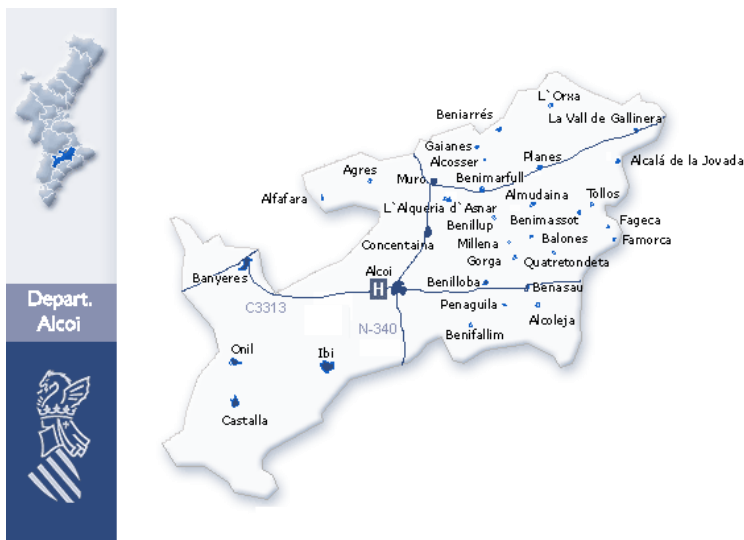 L`Orxa
Beniarrés
La Vall de Gallinera
Gaianes
Alcosser
Planes
Alcalá de la Jovada
Agres
Muro
Benimarfull
Alfafara
L`Alqueria d`Asnar
Almudaina
Tollos
Benillup
Benimassot
Fageca
Concentaina
Millena
Balones
Famorca
Gorga
Quatretondeta
Banyeres
Alcoi
H
Benilloba
Benasau
Depart.
Alcoi
C3313
Penaguila
Alcoleja
N-340
Benifallim
Onil
Ibi
Castalla